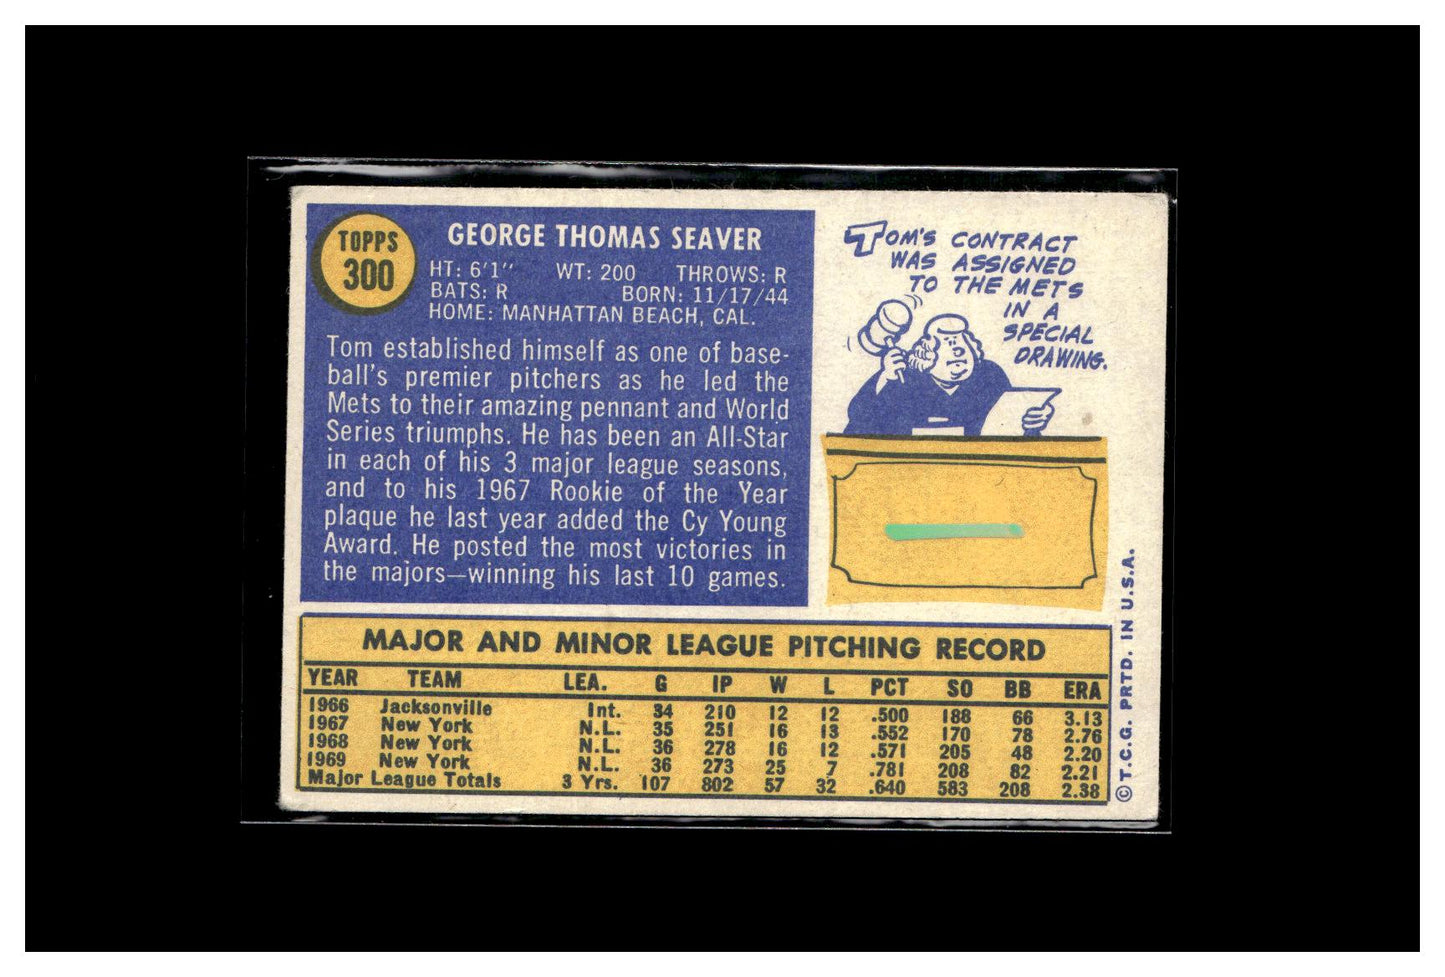 TOPPS
300
GEORGE THOMAS SEAVER
HT: 6'1" WT: 200 THROWS: R
BATS: R BORN: 11/17/44
HOME: MANHATTAN BEACH, CAL.
Tom established himself as one of base-
ball's premier pitchers as he led the
Mets to their amazing pennant and World
Series triumphs. He has been an All-Star
in each of his 3 major league seasons,
and to his 1967 Rookie of the Year
plaque he last year added the Cy Young
Award. He posted the most victories in
the majors—winning his last 10 games.
TOM'S CONTRACT
WAS ASSIGNED
TO THE METS
IN A
SPECIAL
DRAWING.
MAJOR AND MINOR LEAGUE PITCHING RECORD
YEAR TEAM LEA. G IP W L PCT SO BB ERA
1966 Jacksonville Int. 34 210 12 12 .500 188 66 3.13
1967 New York N.L. 35 251 16 13 .552 170 78 2.76
1968 New York N.L. 36 278 16 12 .571 205 48 2.20
1969 New York N.L. 36 273 25 7 .781 208 82 2.21
Major League Totals 3 Yrs. 107 802 57 32 .640 583 208 2.38
© T.C.G. PRTD. IN U.S.A.